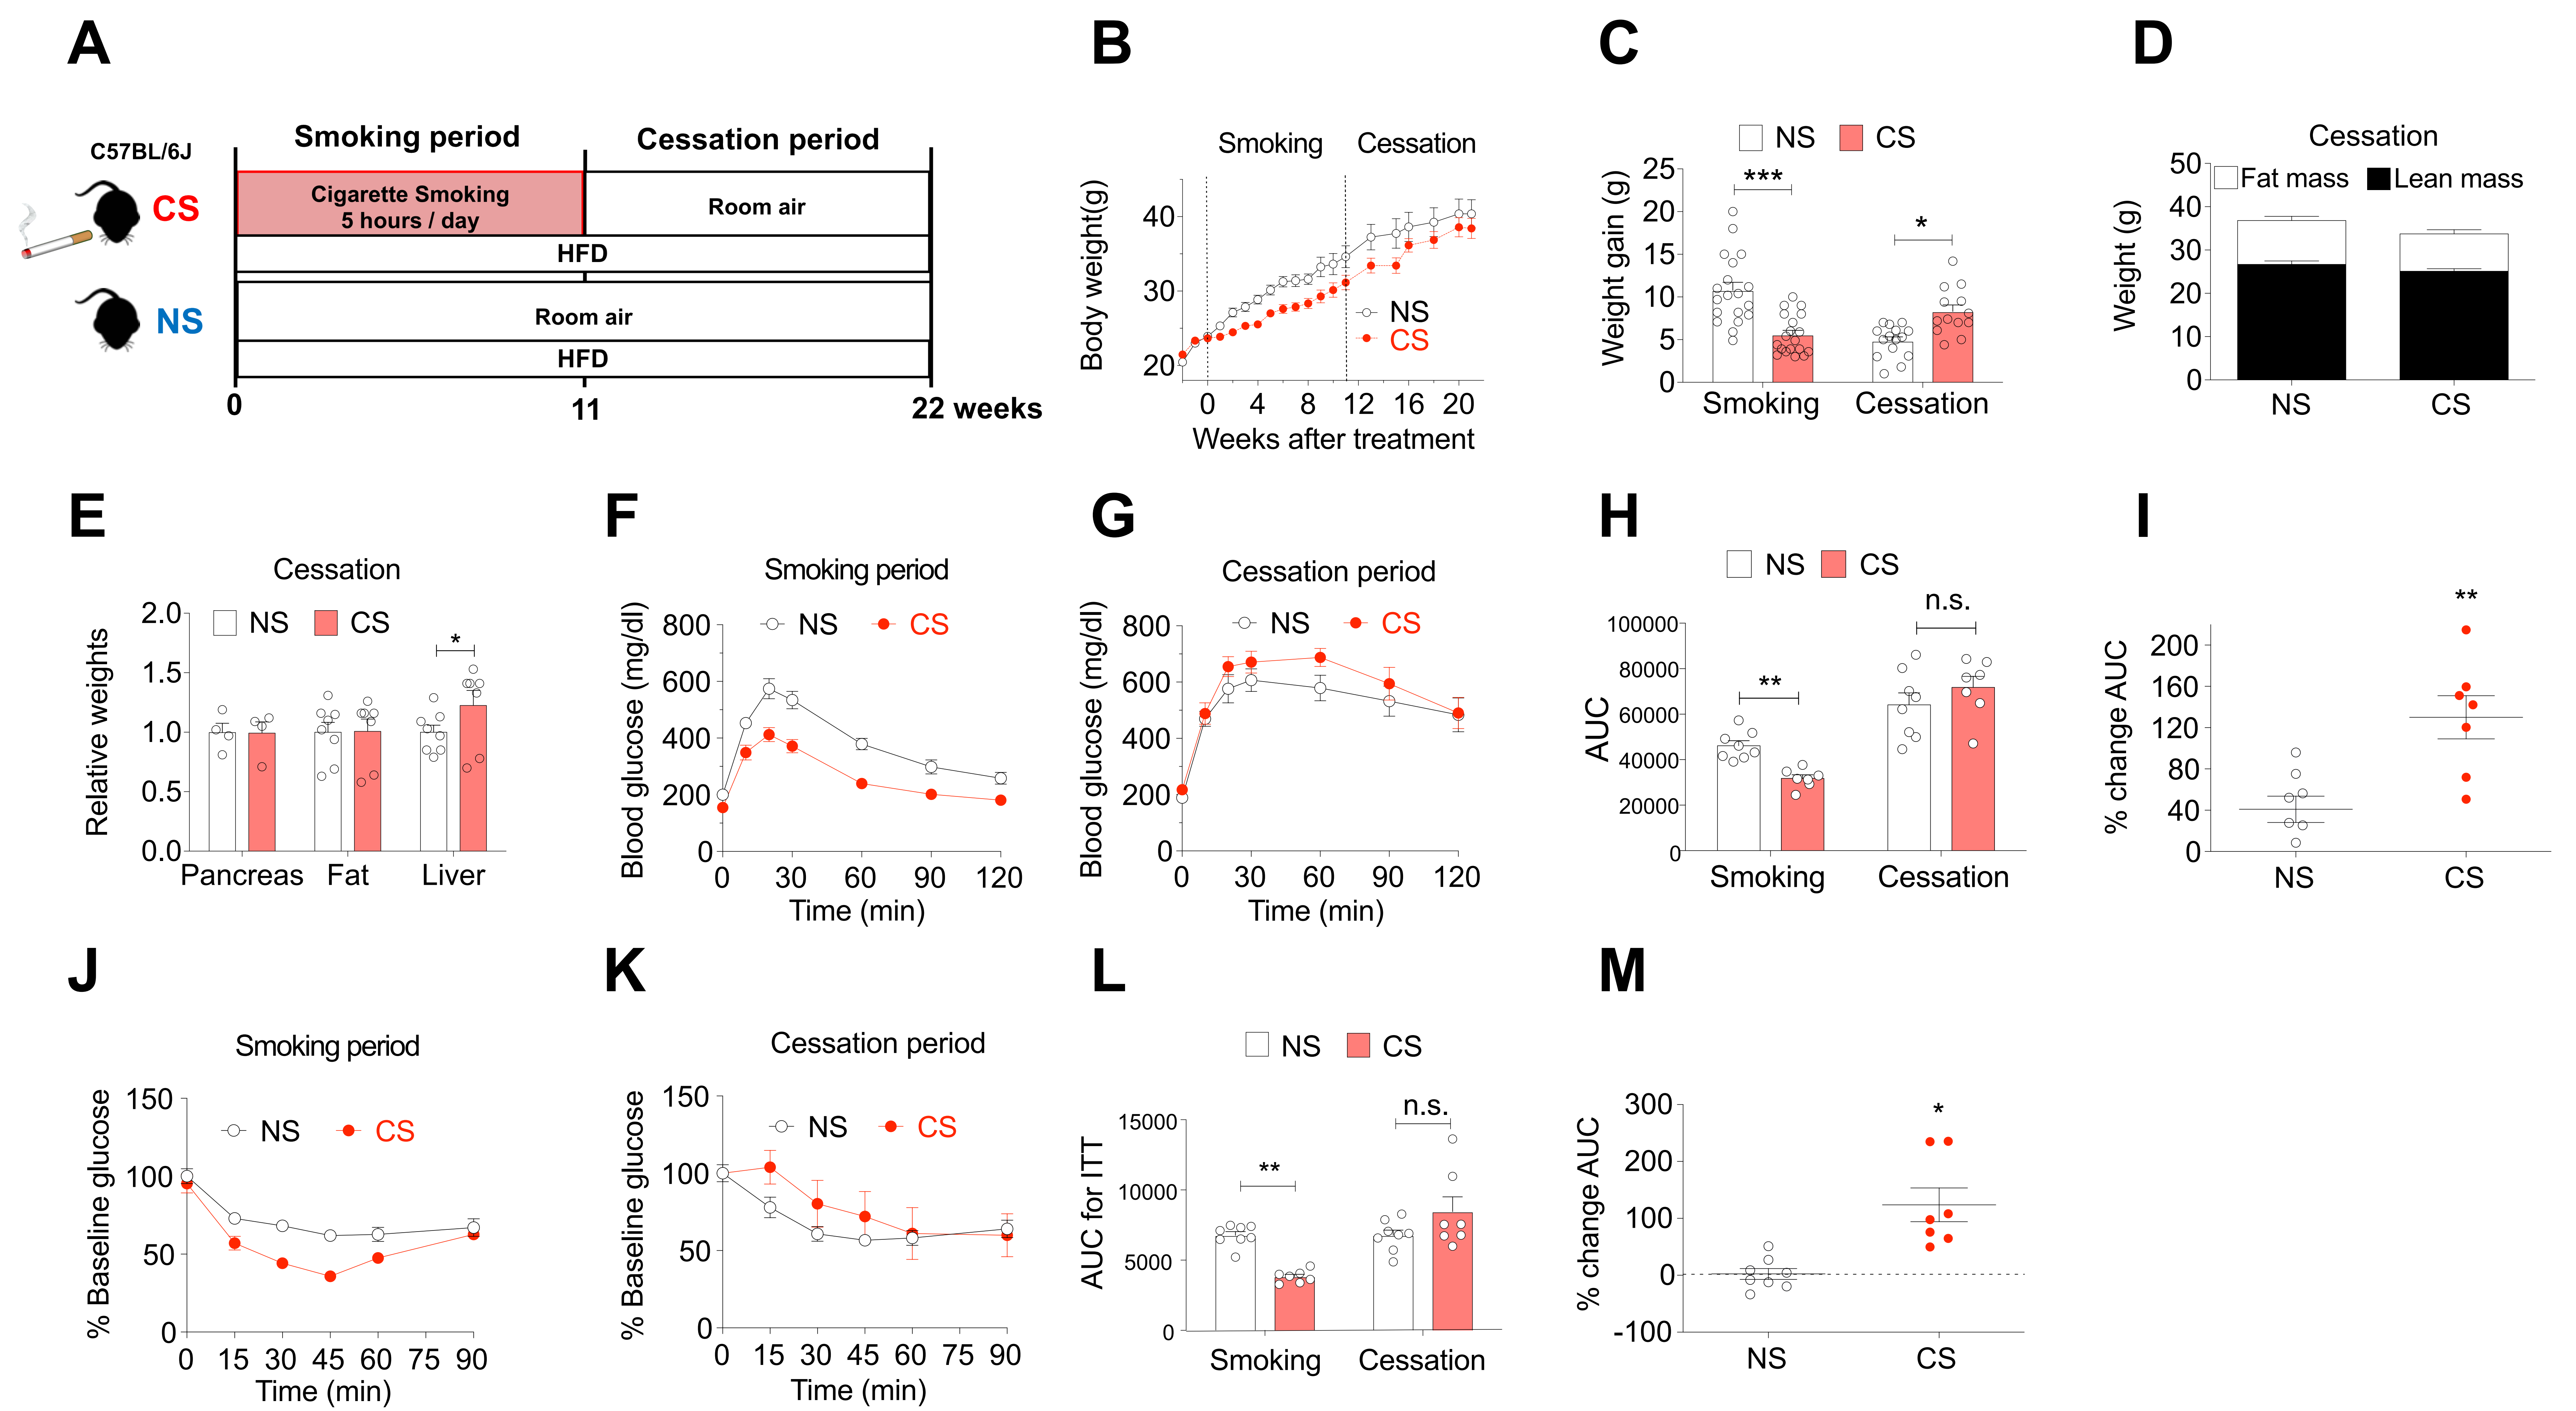 A
Smoking period
Cessation period
C57BL/6J
CS
Cigarette Smoking
5 hours / day
Room air
HFD
NS
Room air
HFD
0
11
22 weeks
B
Smoking
Cessation
Body weight(g)
40
30
20
NS
CS
0 4 8 12 16 20
Weeks after treatment
C
NS CS
Weight gain (g)
25
20
15
10
5
0
***
*
Smoking Cessation
D
Cessation
Fat mass Lean mass
Weight (g)
50
40
30
20
10
0
NS CS
E
Cessation
NS CS
Relative weights
2.0
1.5
1.0
0.5
0.0
*
Pancreas Fat Liver
F
Smoking period
NS CS
Blood glucose (mg/dl)
800
600
400
200
0
0 30 60 90 120
Time (min)
G
Cessation period
NS CS
Blood glucose (mg/dl)
800
600
400
200
0
0 30 60 90 120
Time (min)
H
NS CS
AUC
100000
80000
60000
40000
20000
0
**
n.s.
Smoking Cessation
I
**
% change AUC
200
160
120
80
40
0
NS CS
J
Smoking period
NS CS
% Baseline glucose
150
100
50
0
0 15 30 45 60 75 90
Time (min)
K
Cessation period
NS CS
% Baseline glucose
150
100
50
0
0 15 30 45 60 75 90
Time (min)
L
NS CS
AUC for ITT
15000
10000
5000
0
**
n.s.
Smoking Cessation
M
*
% change AUC
300
200
100
0
-100
NS CS